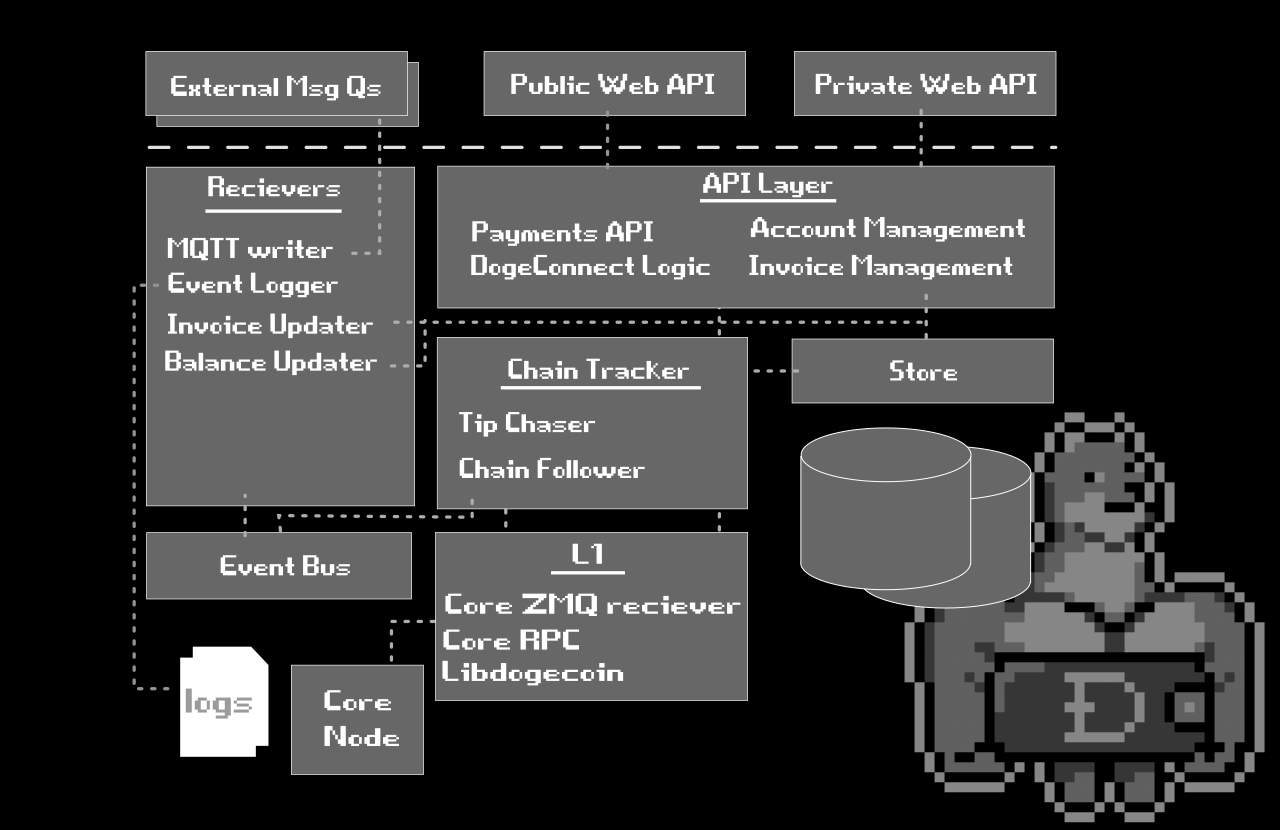 External Msg Qs
Public Web API
Private Web API
Recievers
MQTT writer
Event Logger
Invoice Updater
Balance Updater
API Layer
Payments API
Account Management
DogeConnect Logic
Invoice Management
Chain Tracker
Tip Chaser
Chain Follower
Store
Event Bus
L1
Core ZMQ reciever
Core RPC
Libdogecoin
logs
Core
Node
Ð